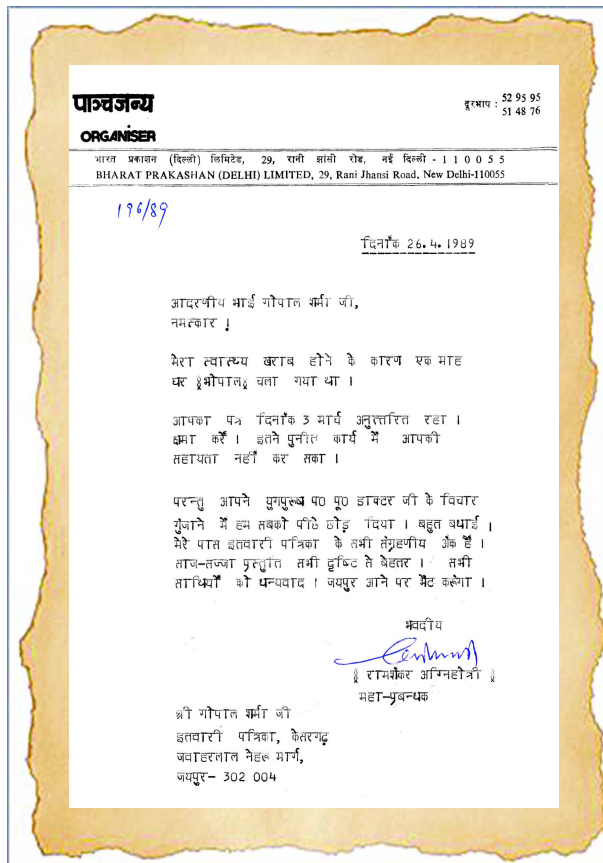 पाञ्चजन्य
ORGANISER
दूरभाष : 52 95 95
51 48 76
भारत प्रकाशन (दिल्ली) लिमिटेड, 29, रानी झांसी रोड, नई दिल्ली - 110055
BHARAT PRAKASHAN (DELHI) LIMITED, 29, Rani Jhansi Road, New Delhi-110055
196/89
दिनाँक 26.4.1989
आदरणीय भाई गोपाल शर्मा जी,
नमस्कार !
मेरा स्वास्थ्य खराब होने के कारण एक माह
घर (भोपाल) चला गया था ।
आपका पत्र दिनाँक 3 मार्च अनुत्तरित रहा ।
क्षमा करें । इतने पुनीत कार्य में आपकी
सहायता नहीं कर सका ।
परन्तु आपने युगपुरूष प0 पू0 डाक्टर जी के विचार
गुंजाने में हम सबको पीछे छोड़ दिया । बहुत बधाई ।
मेरे पास इतवारी पत्रिका के सभी संग्रहणीय अंक हैं ।
साज-सज्जा प्रस्तुति सभी दृष्टि से बेहतर । सभी
साथियों को धन्यवाद । जयपुर आने पर भेंट करूंगा ।
भवदीय
( रामशंकर अग्निहोत्री )
महा-प्रबन्धक
श्री गोपाल शर्मा जी
इतवारी पत्रिका, केसरगढ़
जवाहरलाल नेहरू मार्ग,
जयपुर- 302 004